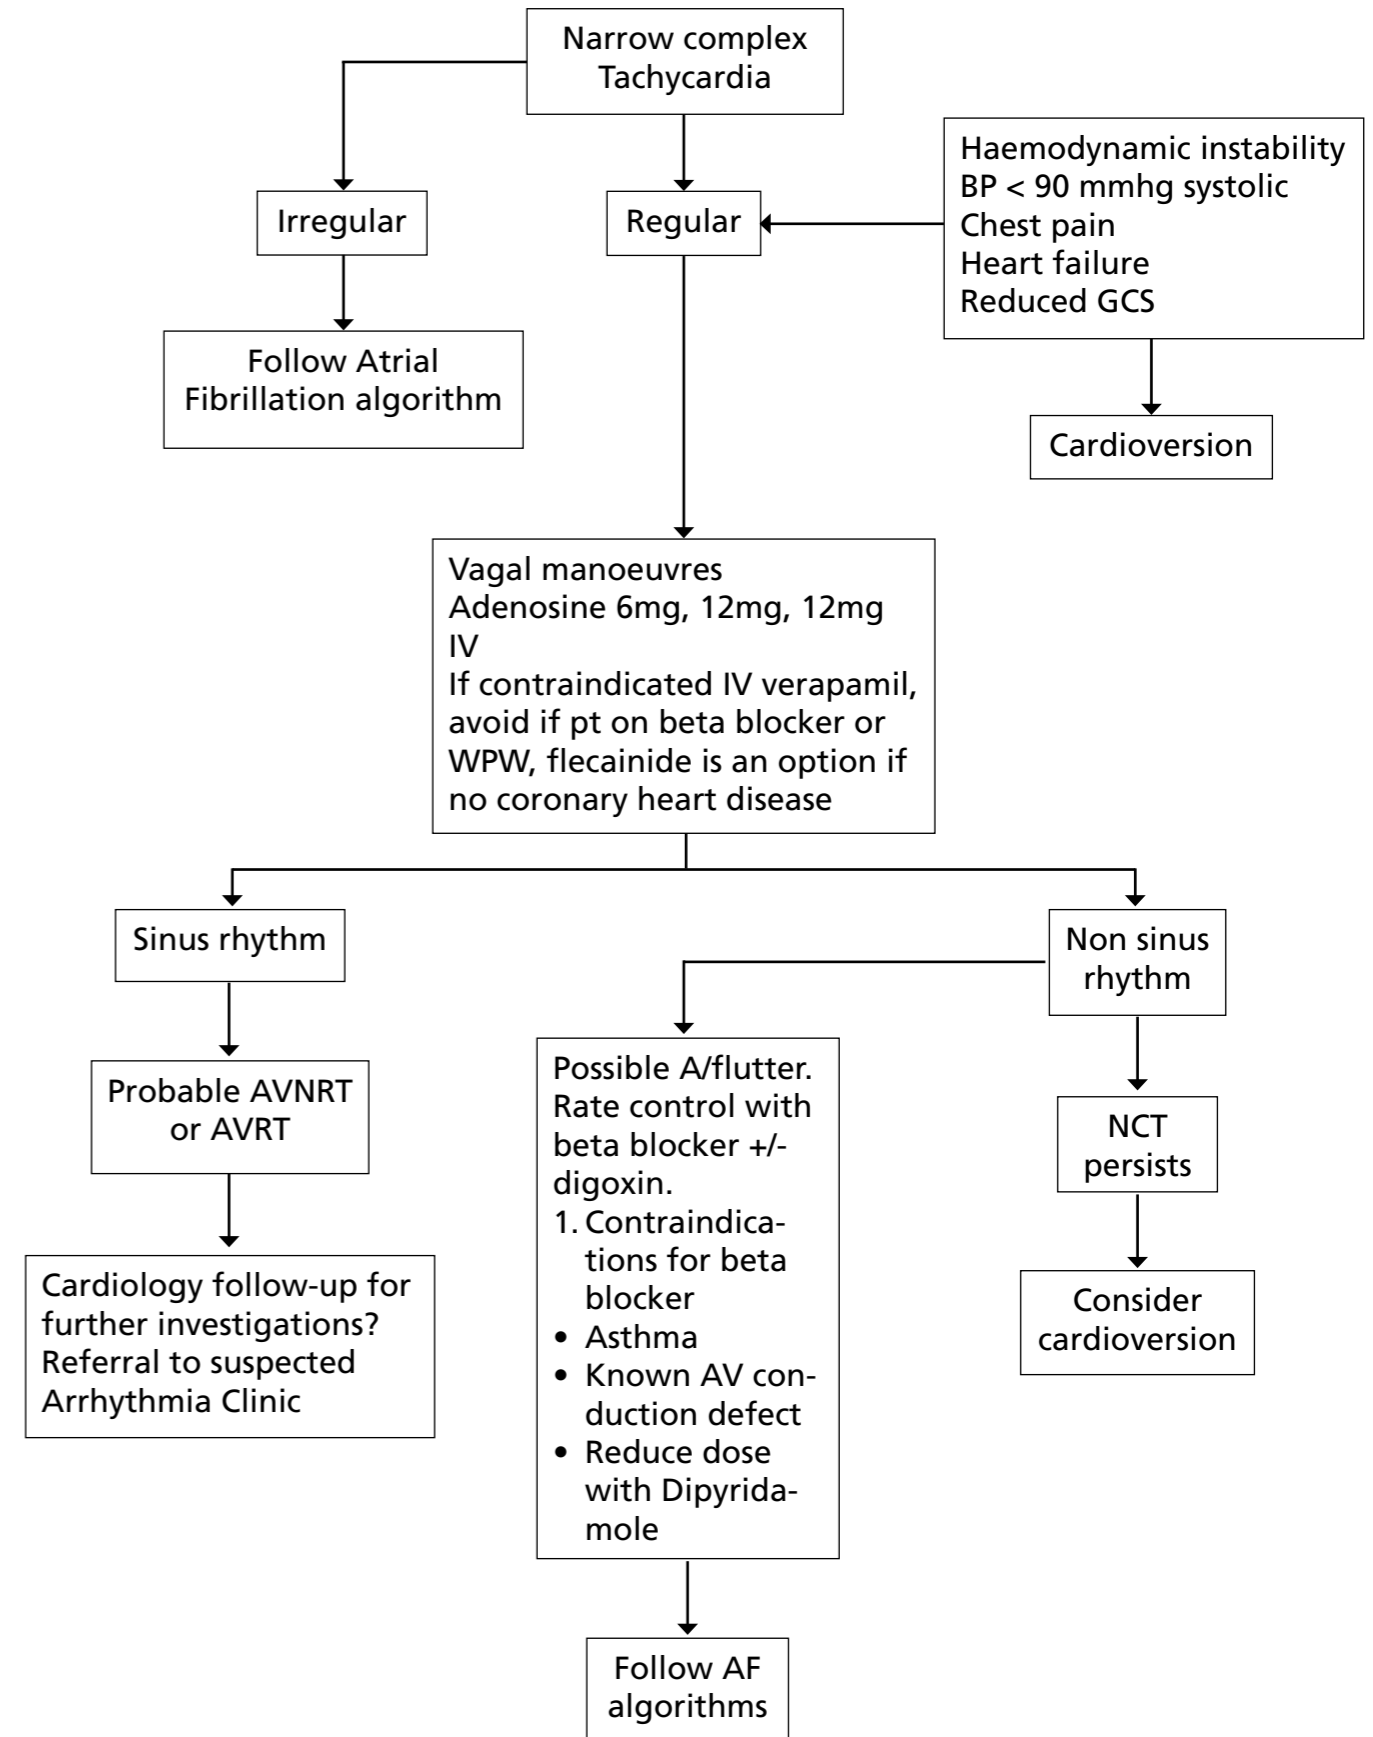 Narrow complex
Tachycardia
Haemodynamic instability
BP < 90 mmhg systolic
Chest pain
Heart failure
Reduced GCS
Irregular
Regular
Follow Atrial
Fibrillation algorithm
Cardioversion
Vagal manoeuvres
Adenosine 6mg, 12mg, 12mg
IV
If contraindicated IV verapamil,
avoid if pt on beta blocker or
WPW, flecainide is an option if
no coronary heart disease
Sinus rhythm
Non sinus
rhythm
Probable AVNRT
or AVRT
Possible A/flutter.
Rate control with
beta blocker +/-
digoxin.
1. Contraindica-
tions for beta
blocker
• Asthma
• Known AV con-
duction defect
• Reduce dose
with Dipyrida-
mole
NCT
persists
Cardiology follow-up for
further investigations?
Referral to suspected
Arrhythmia Clinic
Consider
cardioversion
Follow AF
algorithms